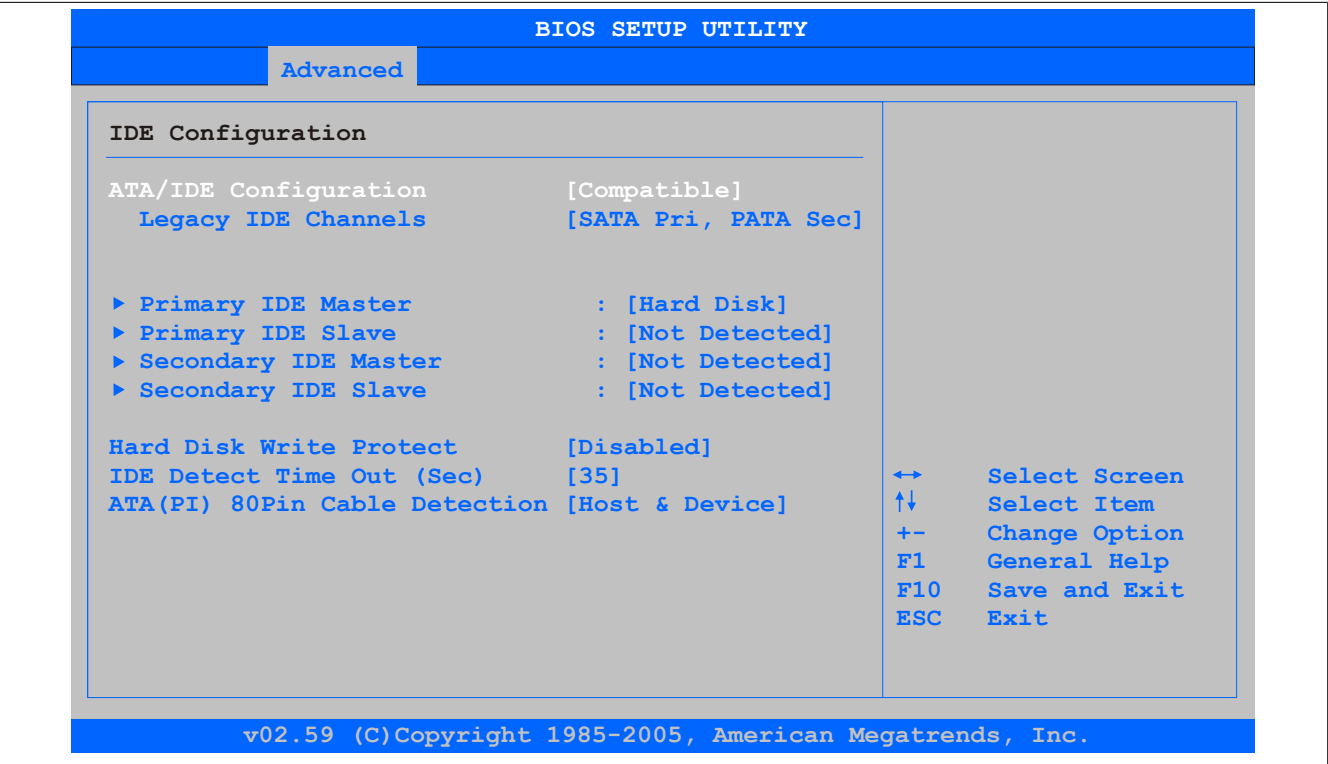 BIOS SETUP UTILITY
Advanced
IDE Configuration
ATA/IDE Configuration [Compatible]
Legacy IDE Channels [SATA Pri, PATA Sec]
► Primary IDE Master : [Hard Disk]
► Primary IDE Slave : [Not Detected]
► Secondary IDE Master : [Not Detected]
► Secondary IDE Slave : [Not Detected]
Hard Disk Write Protect [Disabled]
IDE Detect Time Out (Sec) [35]
ATA(PI) 80Pin Cable Detection [Host & Device]
↔ Select Screen
↑↓ Select Item
+- Change Option
F1 General Help
F10 Save and Exit
ESC Exit
v02.59 (C)Copyright 1985-2005, American Megatrends, Inc.